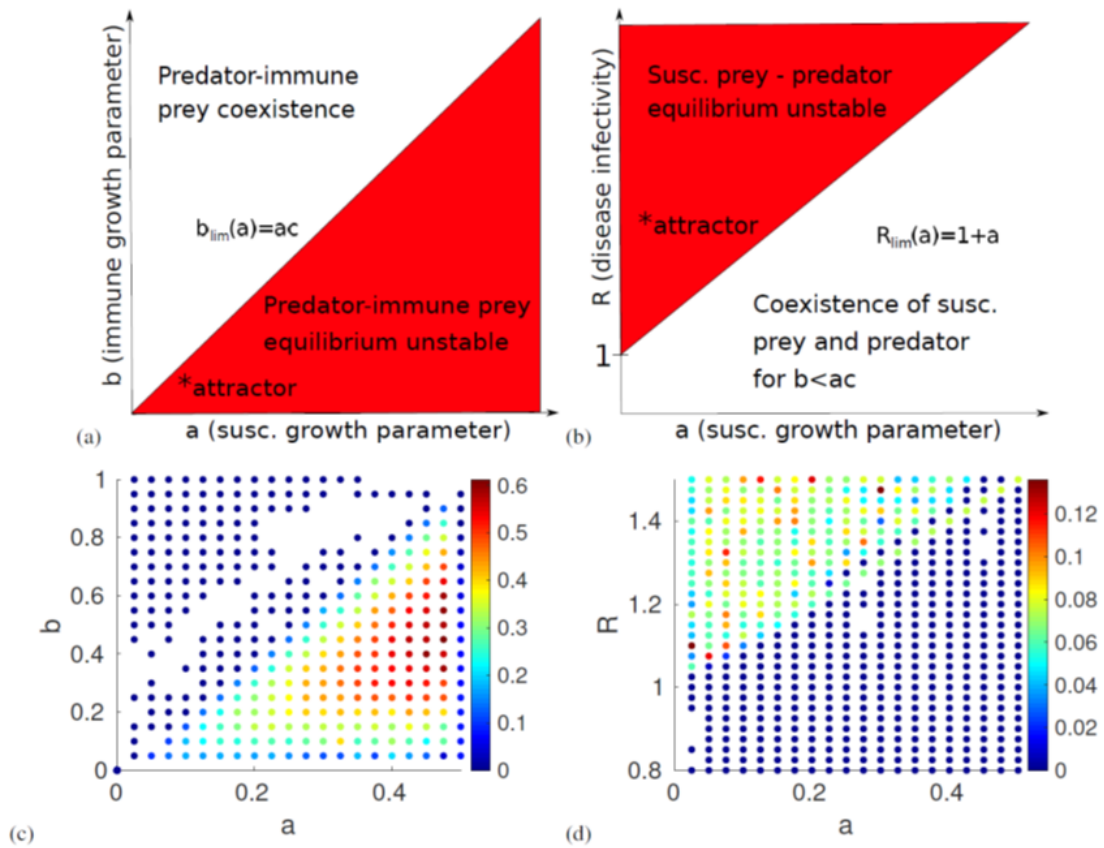 b (immune growth parameter)
Predator-immune
prey coexistence
b_lim(a)=ac
Predator-immune prey
equilibrium unstable
*attractor
a (susc. growth parameter)
(a)
R (disease infectivity)
Susc. prey - predator
equilibrium unstable
*attractor
R_lim(a)=1+a
Coexistence of susc.
prey and predator
for b<ac
1
a (susc. growth parameter)
(b)
1
0.8
0.6
0.4
0.2
0
b
0
0.2
0.4
a
0.6
0.5
0.4
0.3
0.2
0.1
0
(c)
1.4
1.2
1
0.8
R
0
0.2
0.4
a
0.12
0.1
0.08
0.06
0.04
0.02
0
(d)